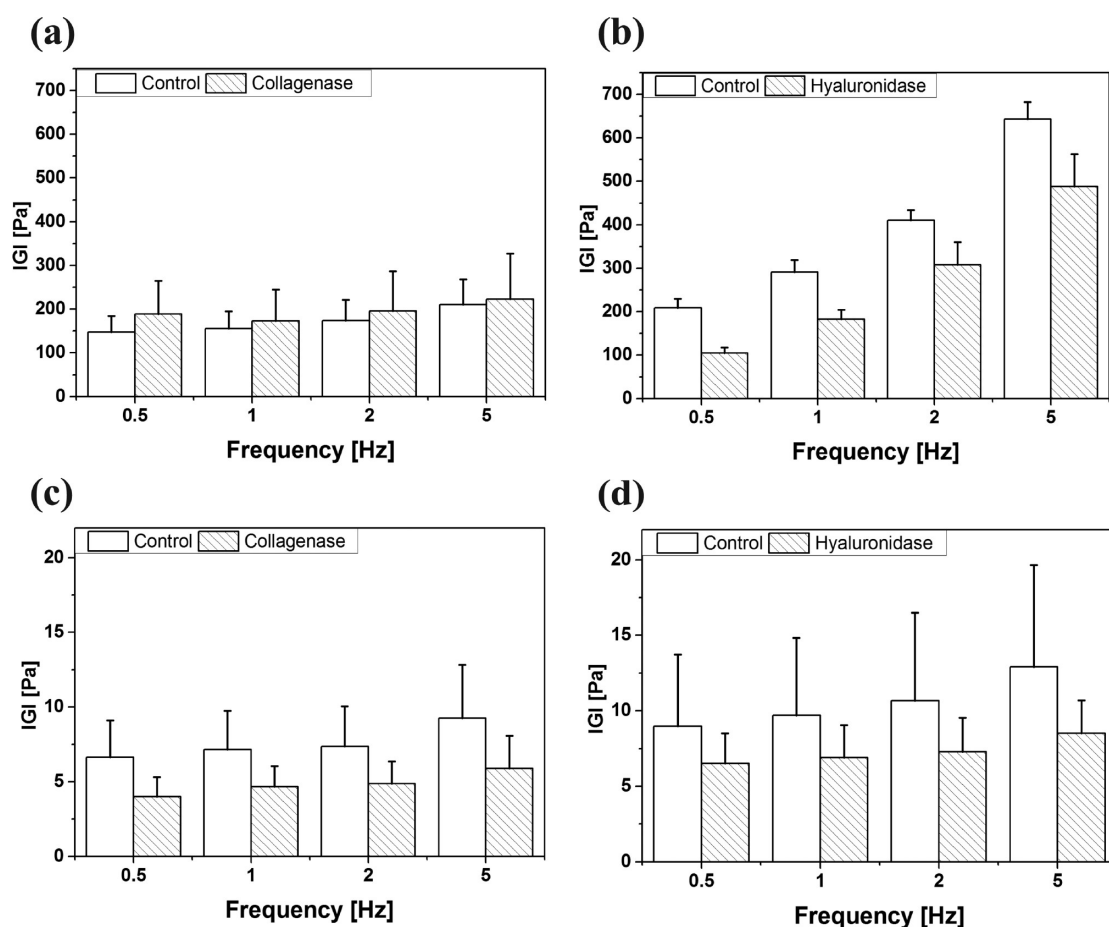 (a)
Control Collagenase
700
600
500
400
300
200
100
0
IGI [Pa]
0.5 1 2 5
Frequency [Hz]
(b)
Control Hyaluronidase
700
600
500
400
300
200
100
0
IGI [Pa]
0.5 1 2 5
Frequency [Hz]
(c)
Control Collagenase
20
15
10
5
0
IGI [Pa]
0.5 1 2 5
Frequency [Hz]
(d)
Control Hyaluronidase
20
15
10
5
0
IGI [Pa]
0.5 1 2 5
Frequency [Hz]